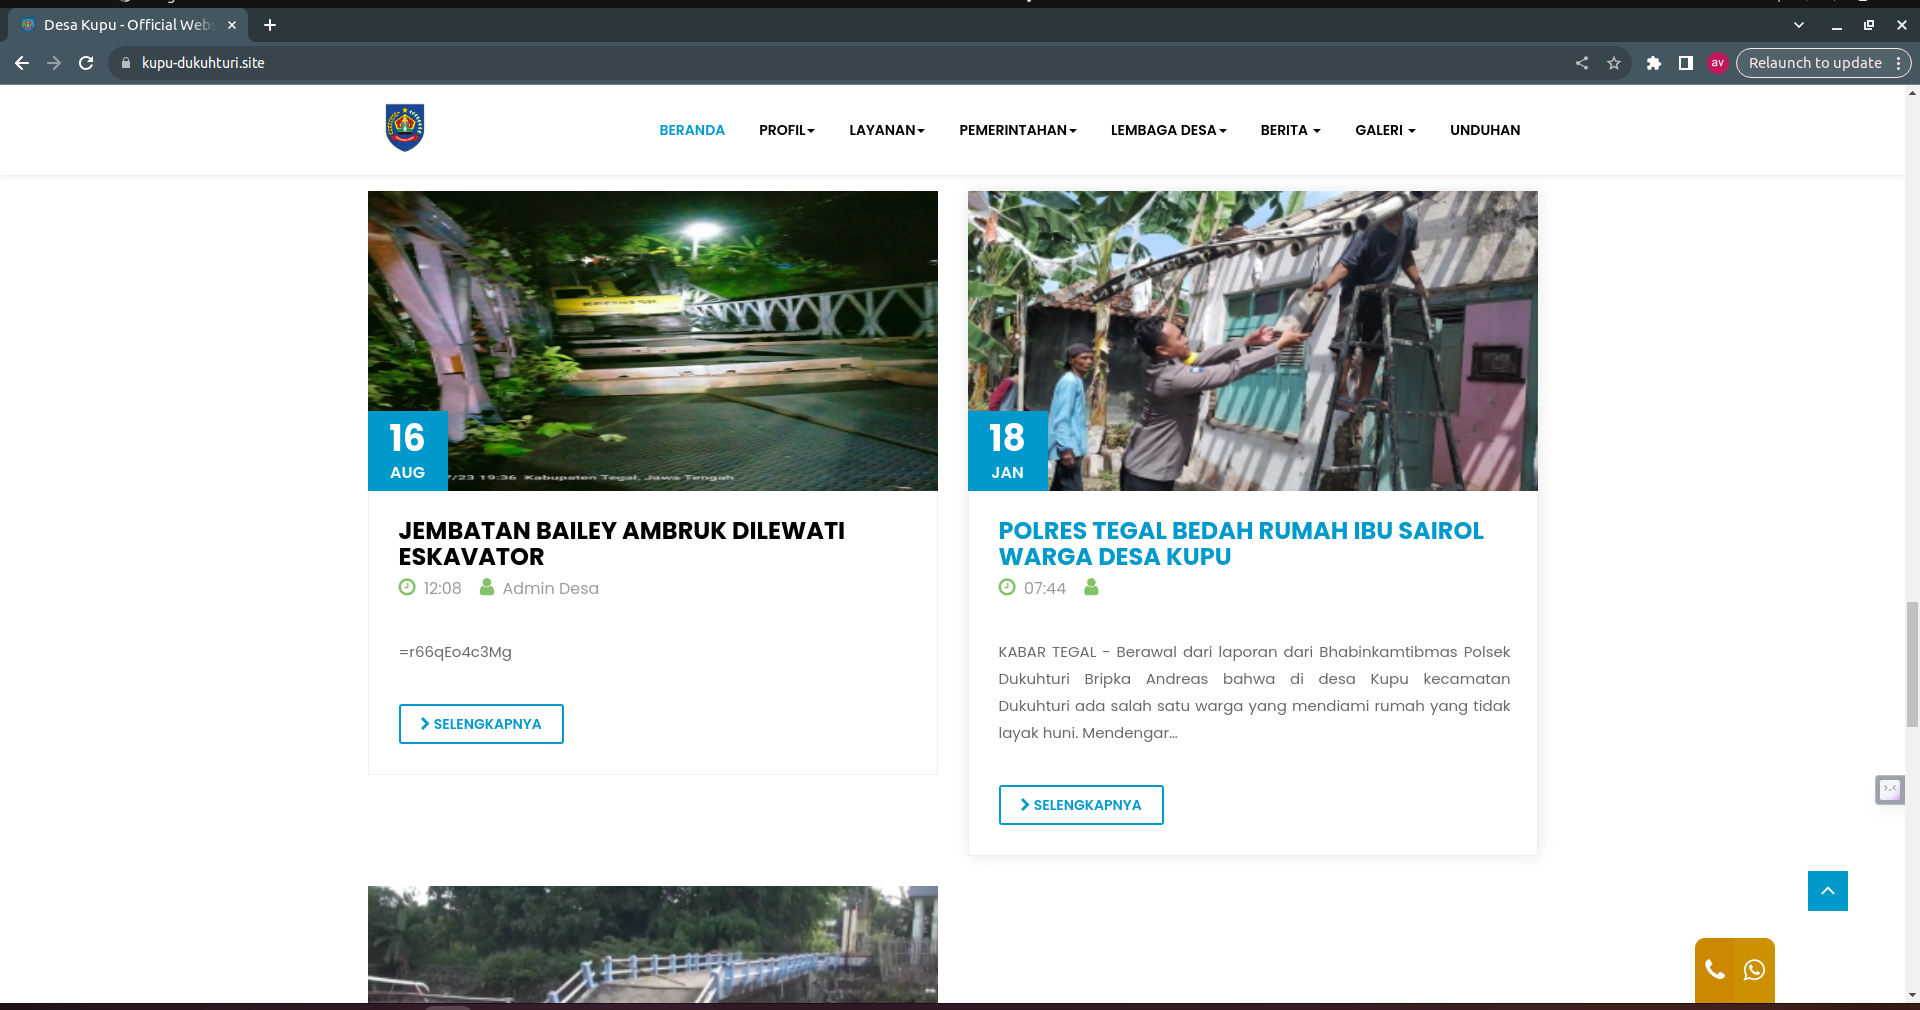 Desa Kupu - Official Webs
kupu-dukuhturi.site
av
Relaunch to update
BERANDA
PROFIL
LAYANAN
PEMERINTAHAN
LEMBAGA DESA
BERITA
GALERI
UNDUHAN
16
AUG
/23 19:36 Kabupaten Tegal, Jawa Tengah
18
JAN
JEMBATAN BAILEY AMBRUK DILEWATI
ESKAVATOR
12:08 Admin Desa
=r66qEo4c3Mg
SELENGKAPNYA
POLRES TEGAL BEDAH RUMAH IBU SAIROL
WARGA DESA KUPU
07:44
KABAR TEGAL - Berawal dari laporan dari Bhabinkamtibmas Polsek
Dukuhturi Bripka Andreas bahwa di desa Kupu kecamatan
Dukuhturi ada salah satu warga yang mendiami rumah yang tidak
layak huni. Mendengar...
SELENGKAPNYA